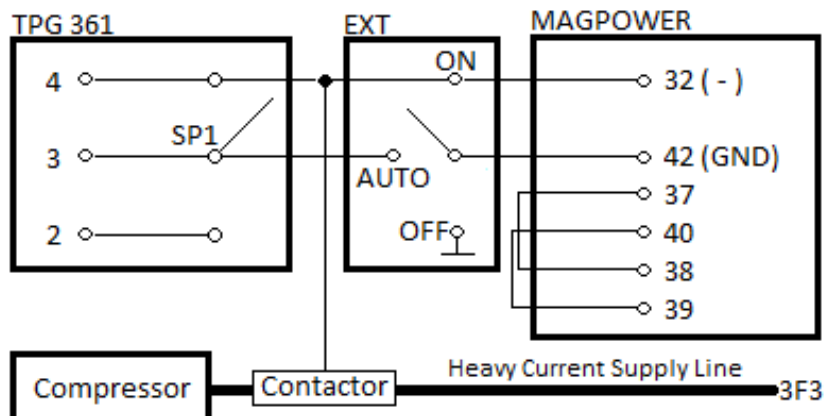 TPG 361
EXT
MAGPOWER
4
ON
32 ( - )
SP1
3
AUTO
42 (GND)
37
2
OFF
40
38
39
Compressor
Contactor
Heavy Current Supply Line
3F3